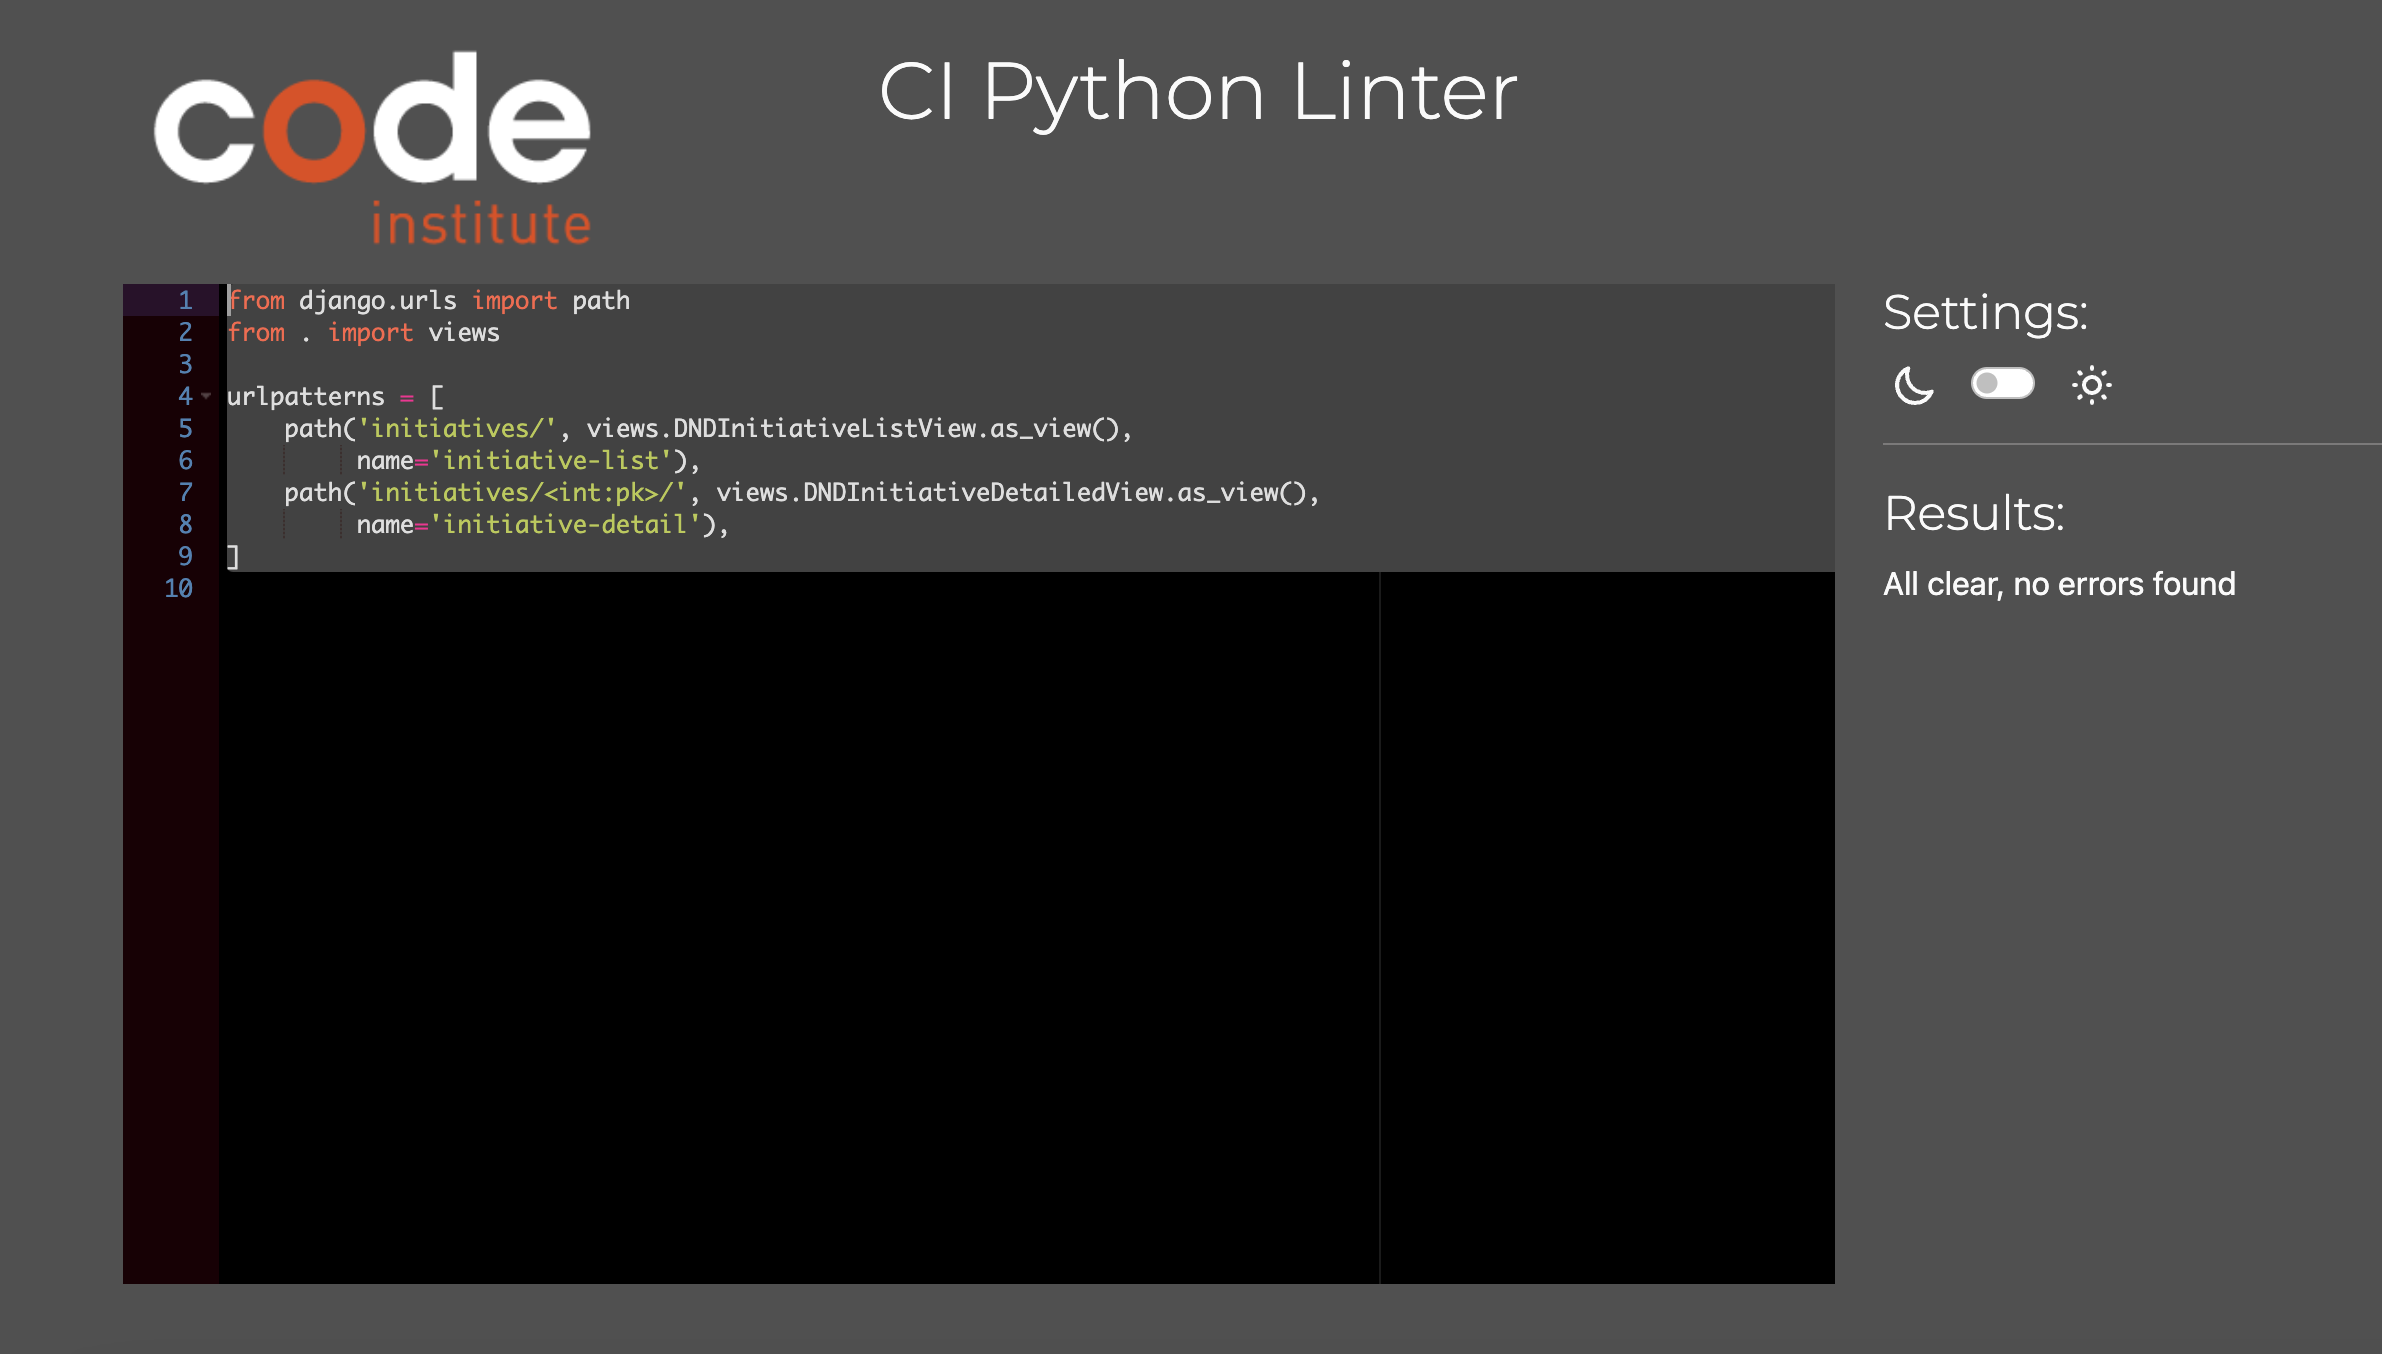 code
institute
CI Python Linter
1 from django.urls import path
2 from . import views
3
4 urlpatterns = [
5     path('initiatives/', views.DNDInitiativeListView.as_view(),
6          name='initiative-list'),
7     path('initiatives/<int:pk>/', views.DNDInitiativeDetailedView.as_view(),
8          name='initiative-detail'),
9 ]
10
Settings:
Results:
All clear, no errors found